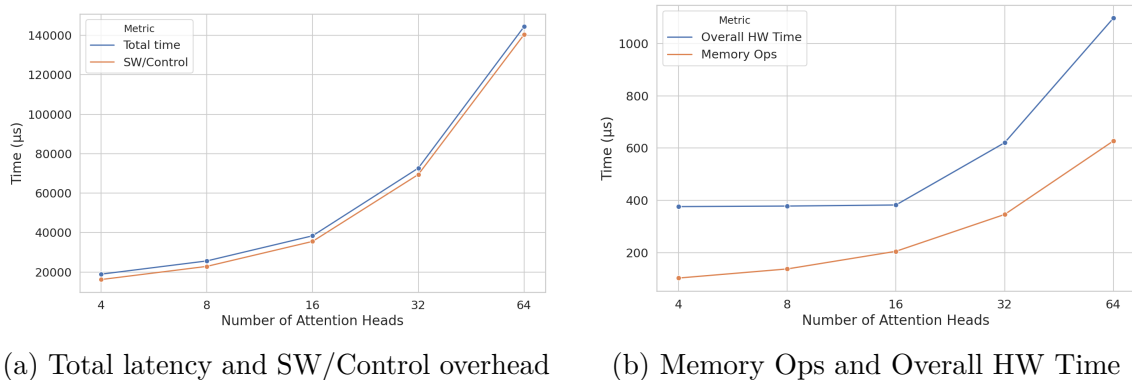 Metric
Total time
SW/Control
Time (µs)
140000
120000
100000
80000
60000
40000
20000
4 8 16 32 64
Number of Attention Heads
(a) Total latency and SW/Control overhead
Metric
Overall HW Time
Memory Ops
Time (µs)
1000
800
600
400
200
4 8 16 32 64
Number of Attention Heads
(b) Memory Ops and Overall HW Time